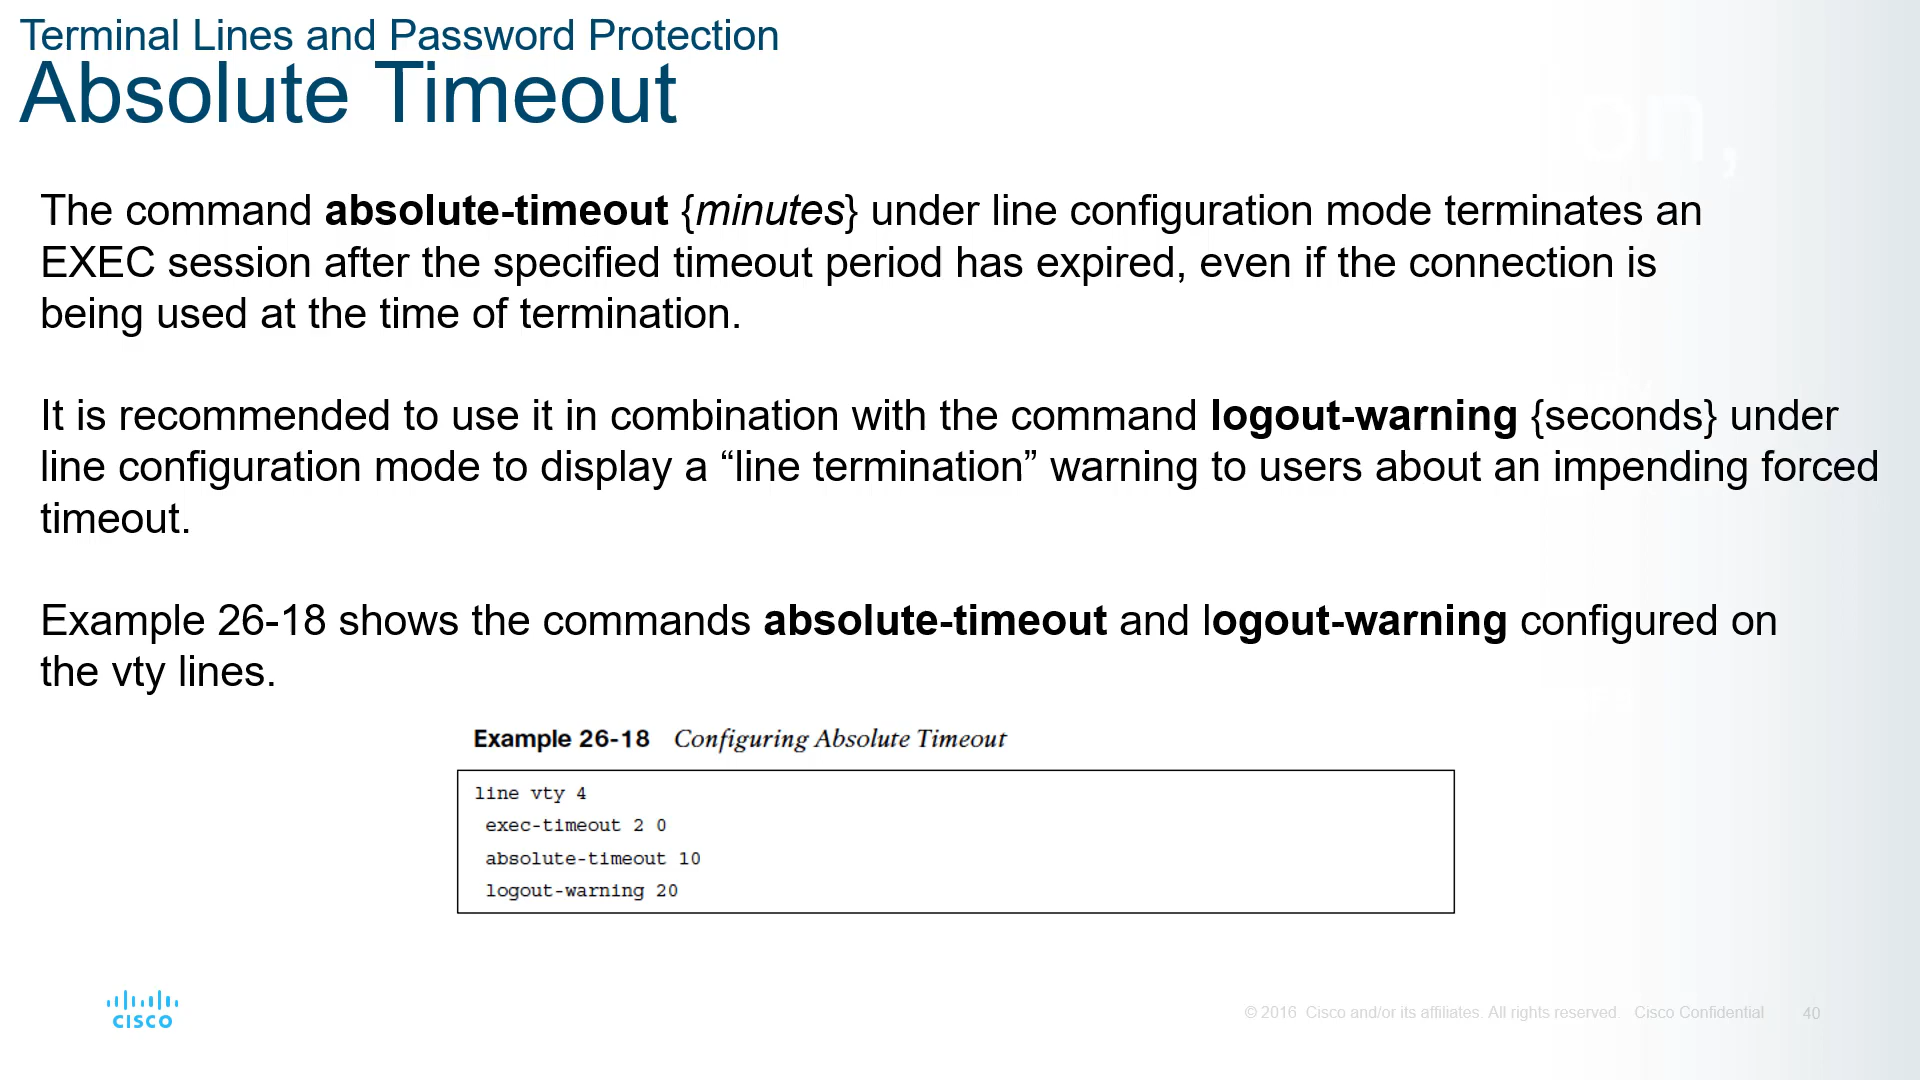 Terminal Lines and Password Protection
Absolute Timeout
The command absolute-timeout {minutes} under line configuration mode terminates an
EXEC session after the specified timeout period has expired, even if the connection is
being used at the time of termination.
It is recommended to use it in combination with the command logout-warning {seconds} under
line configuration mode to display a “line termination” warning to users about an impending forced
timeout.
Example 26-18 shows the commands absolute-timeout and logout-warning configured on
the vty lines.
Example 26-18 Configuring Absolute Timeout
line vty 4
exec-timeout 2 0
absolute-timeout 10
logout-warning 20
CISCO
© 2016 Cisco and/or its affiliates. All rights reserved. Cisco Confidential 40